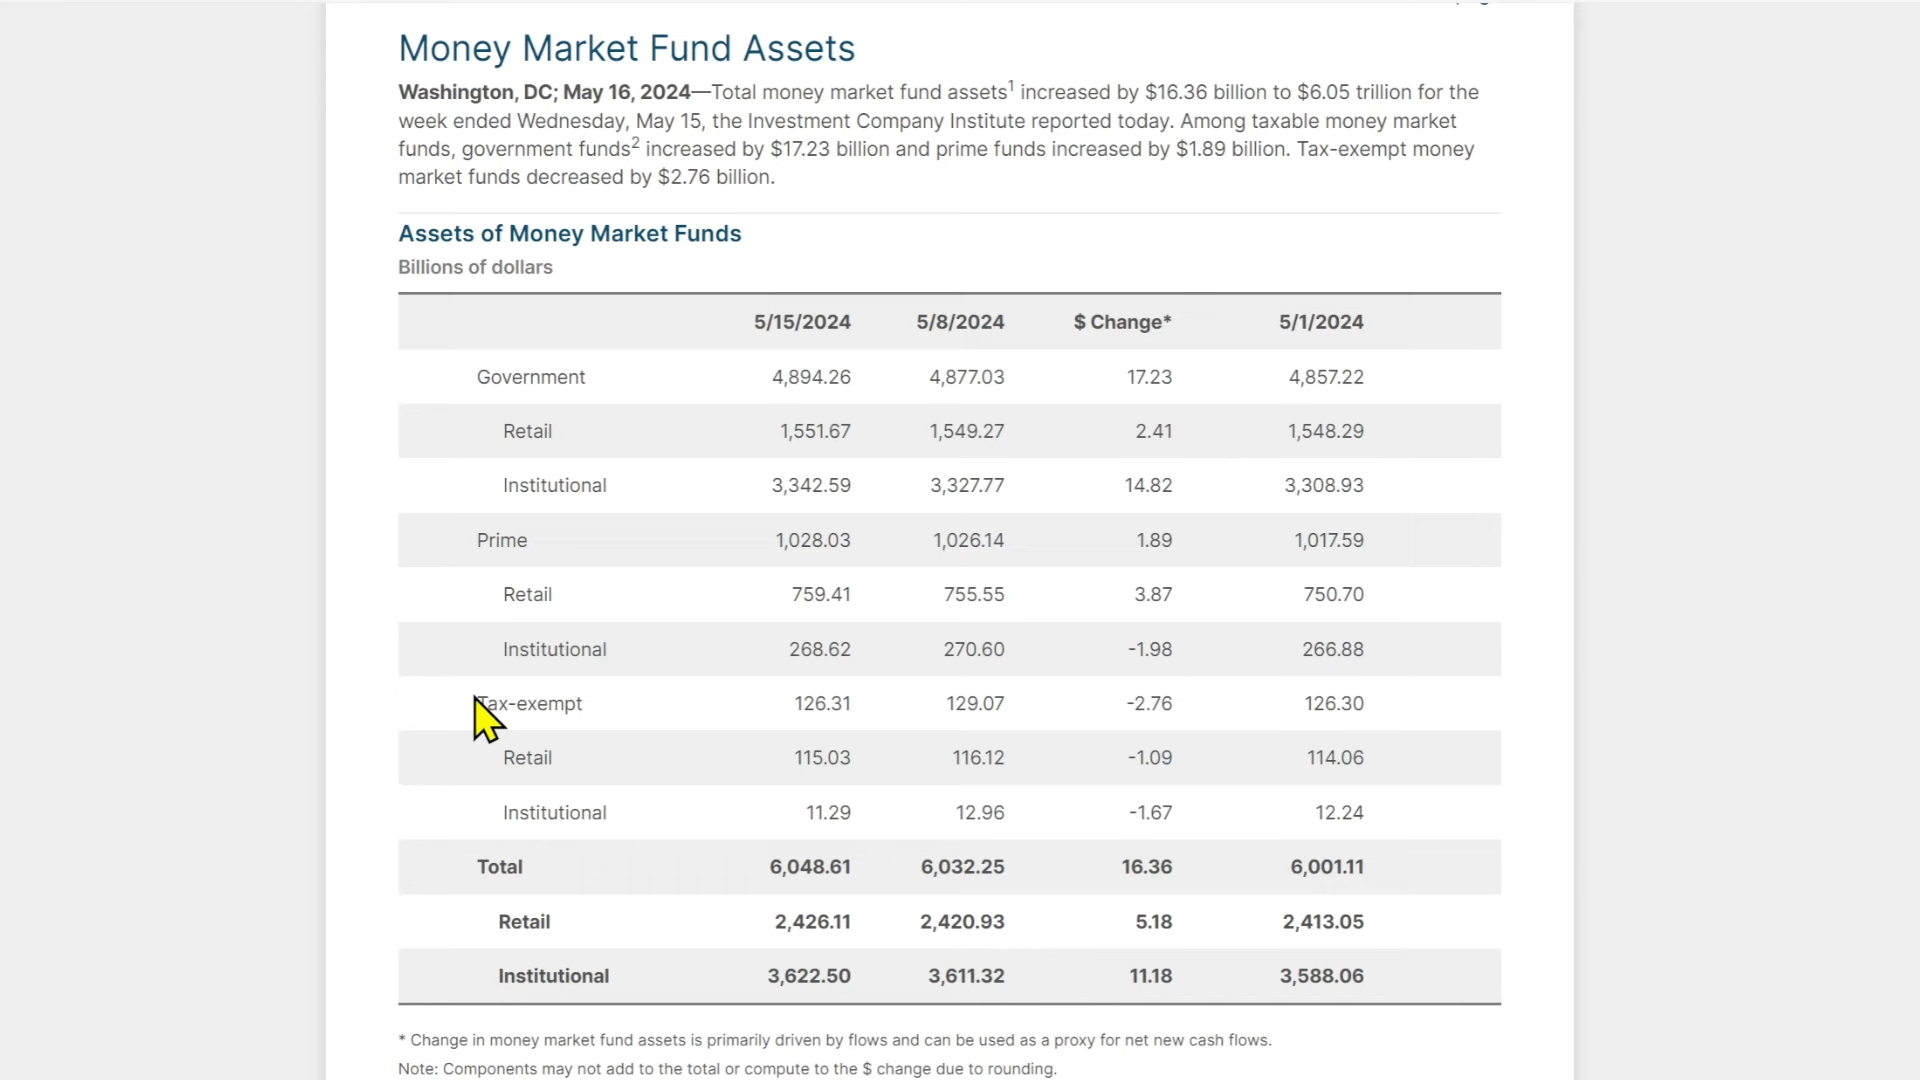 Money Market Fund Assets
Washington, DC; May 16, 2024—Total money market fund assets1 increased by $16.36 billion to $6.05 trillion for the
week ended Wednesday, May 15, the Investment Company Institute reported today. Among taxable money market
funds, government funds2 increased by $17.23 billion and prime funds increased by $1.89 billion. Tax-exempt money
market funds decreased by $2.76 billion.
Assets of Money Market Funds
Billions of dollars
5/15/2024 5/8/2024 $ Change* 5/1/2024
Government 4,894.26 4,877.03 17.23 4,857.22
Retail 1,551.67 1,549.27 2.41 1,548.29
Institutional 3,342.59 3,327.77 14.82 3,308.93
Prime 1,028.03 1,026.14 1.89 1,017.59
Retail 759.41 755.55 3.87 750.70
Institutional 268.62 270.60 -1.98 266.88
Tax-exempt 126.31 129.07 -2.76 126.30
Retail 115.03 116.12 -1.09 114.06
Institutional 11.29 12.96 -1.67 12.24
Total 6,048.61 6,032.25 16.36 6,001.11
Retail 2,426.11 2,420.93 5.18 2,413.05
Institutional 3,622.50 3,611.32 11.18 3,588.06
* Change in money market fund assets is primarily driven by flows and can be used as a proxy for net new cash flows.
Note: Components may not add to the total or compute to the $ change due to rounding.